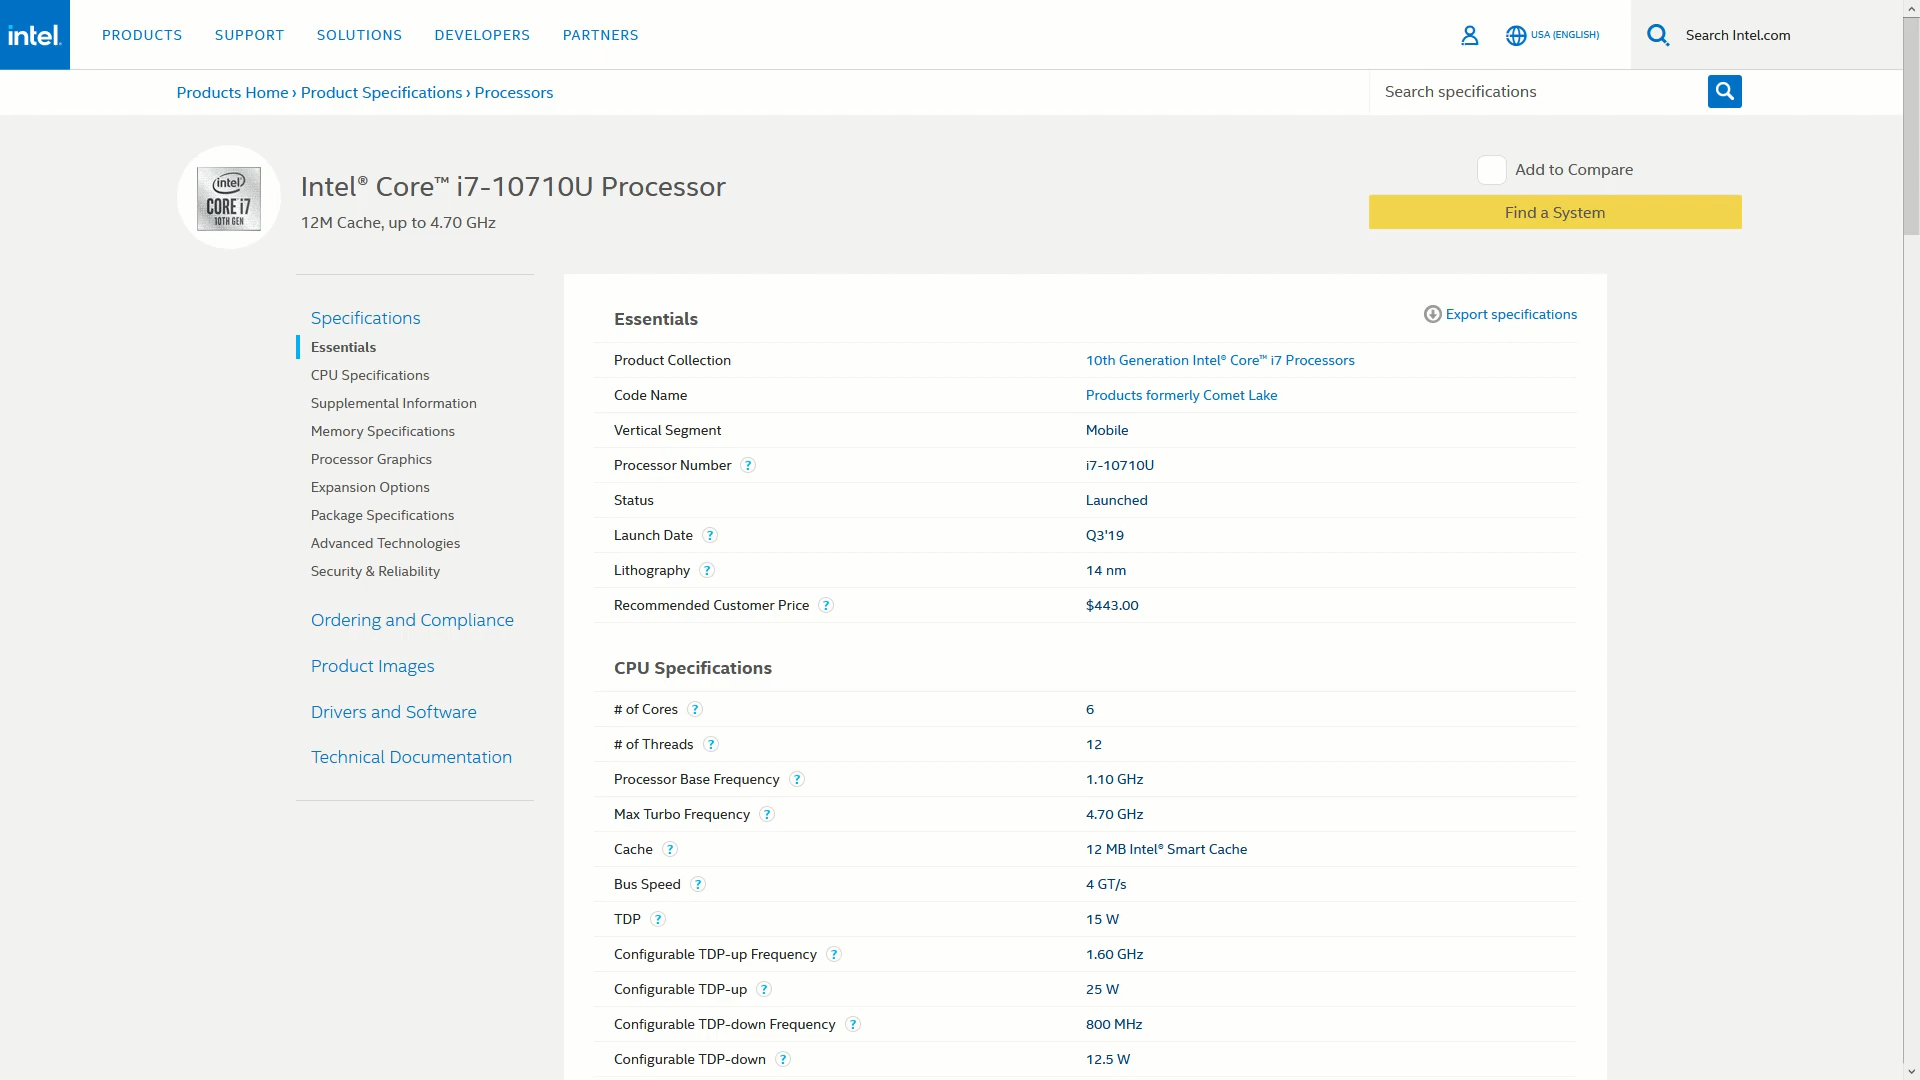 intel.
PRODUCTS SUPPORT SOLUTIONS DEVELOPERS PARTNERS
USA (ENGLISH)
Search Intel.com
Products Home › Product Specifications › Processors
Search specifications
intel
CORE i7
10TH GEN
Intel® Core™ i7-10710U Processor
12M Cache, up to 4.70 GHz
Add to Compare
Find a System
Specifications
Essentials
CPU Specifications
Supplemental Information
Memory Specifications
Processor Graphics
Expansion Options
Package Specifications
Advanced Technologies
Security & Reliability
Ordering and Compliance
Product Images
Drivers and Software
Technical Documentation
Essentials
Export specifications
Product Collection 10th Generation Intel® Core™ i7 Processors
Code Name Products formerly Comet Lake
Vertical Segment Mobile
Processor Number ? i7-10710U
Status Launched
Launch Date ? Q3'19
Lithography ? 14 nm
Recommended Customer Price ? $443.00
CPU Specifications
# of Cores ? 6
# of Threads ? 12
Processor Base Frequency ? 1.10 GHz
Max Turbo Frequency ? 4.70 GHz
Cache ? 12 MB Intel® Smart Cache
Bus Speed ? 4 GT/s
TDP ? 15 W
Configurable TDP-up Frequency ? 1.60 GHz
Configurable TDP-up ? 25 W
Configurable TDP-down Frequency ? 800 MHz
Configurable TDP-down ? 12.5 W